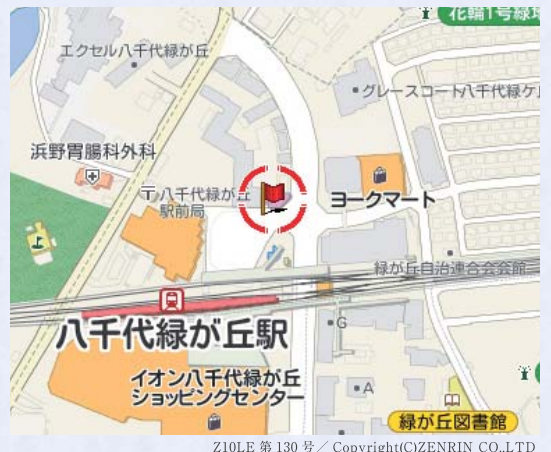 花輪1号緑地
エクセル八千代緑が丘
グレースコート八千代緑ケ丘
浜野胃腸科外科
〒八千代緑が丘
駅前局
ヨークマート
緑が丘自治連合会会館
八千代緑が丘駅
G
イオン八千代緑が丘
ショッピングセンター
A
緑が丘図書館
Z10LE 第 130 号／ Copyright(C)ZENRIN CO.,LTD